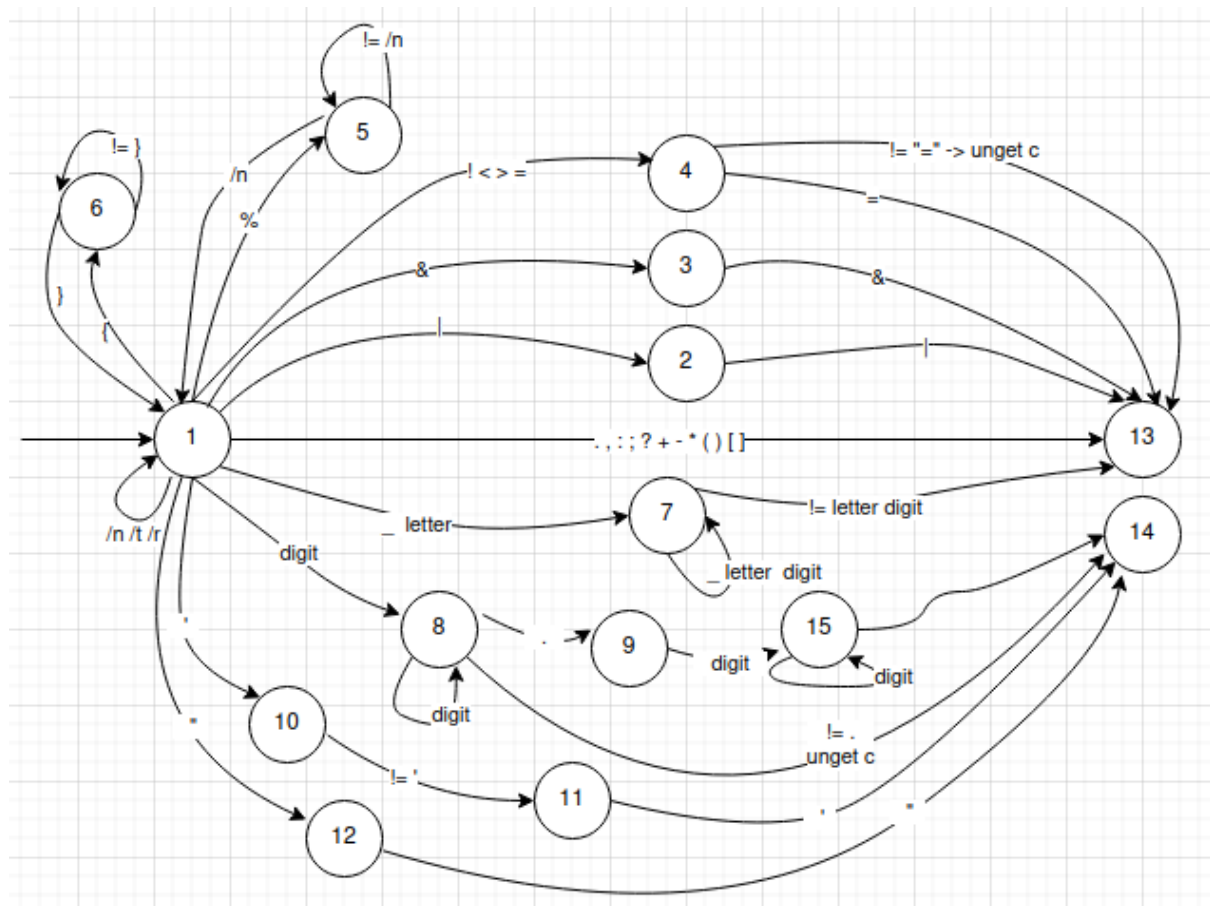 != /n
5
!= }
/n
6
%
! < > =
4
!= "=" -> unget c
=
}
{
&
3
&
|
2
|
1
. , : ; ? + - * ( ) [ ]
13
/n /t /r
_ letter
7
!= letter digit
14
digit
_ letter digit
'
8
.
9
digit
15
digit
"
10
digit
!= .
unget c
!= '
11
'
"
12